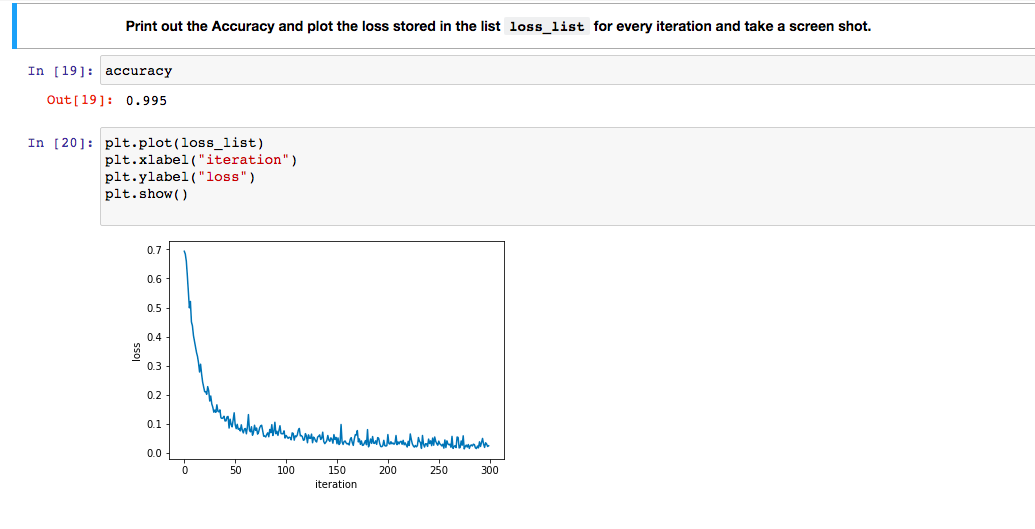 Print out the Accuracy and plot the loss stored in the list loss_list for every iteration and take a screen shot.
In [19]: accuracy
Out[19]: 0.995
In [20]: plt.plot(loss_list)
plt.xlabel("iteration")
plt.ylabel("loss")
plt.show()
0.7
0.6
0.5
0.4
0.3
0.2
0.1
0.0
loss
0 50 100 150 200 250 300
iteration